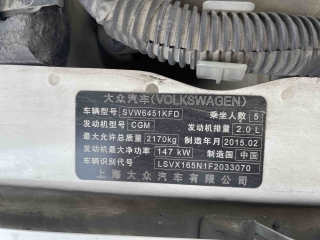 大众汽车(VOLKSWAGEN)
车辆型号 SVW6451KFD 乘坐人数 5
发动机型号 CGM 发动机排量 2.0 L
最大允许总质量 2170kg 制造年月 2015.02
发动机最大净功率 147 kW 制造国 中国
车辆识别代号 LSVX165N1F2033070
上海大众汽车有限公司